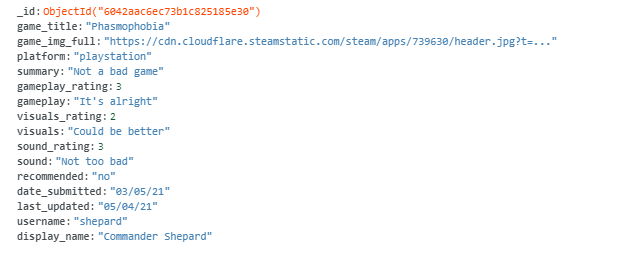 _id: ObjectId("6042aac6ec73b1c825185e30")
game_title: "Phasmophobia"
game_img_full: "https://cdn.cloudflare.steamstatic.com/steam/apps/739630/header.jpg?t=..."
platform: "playstation"
summary: "Not a bad game"
gameplay_rating: 3
gameplay: "It's alright"
visuals_rating: 2
visuals: "Could be better"
sound_rating: 3
sound: "Not too bad"
recommended: "no"
date_submitted: "03/05/21"
last_updated: "05/04/21"
username: "shepard"
display_name: "Commander Shepard"